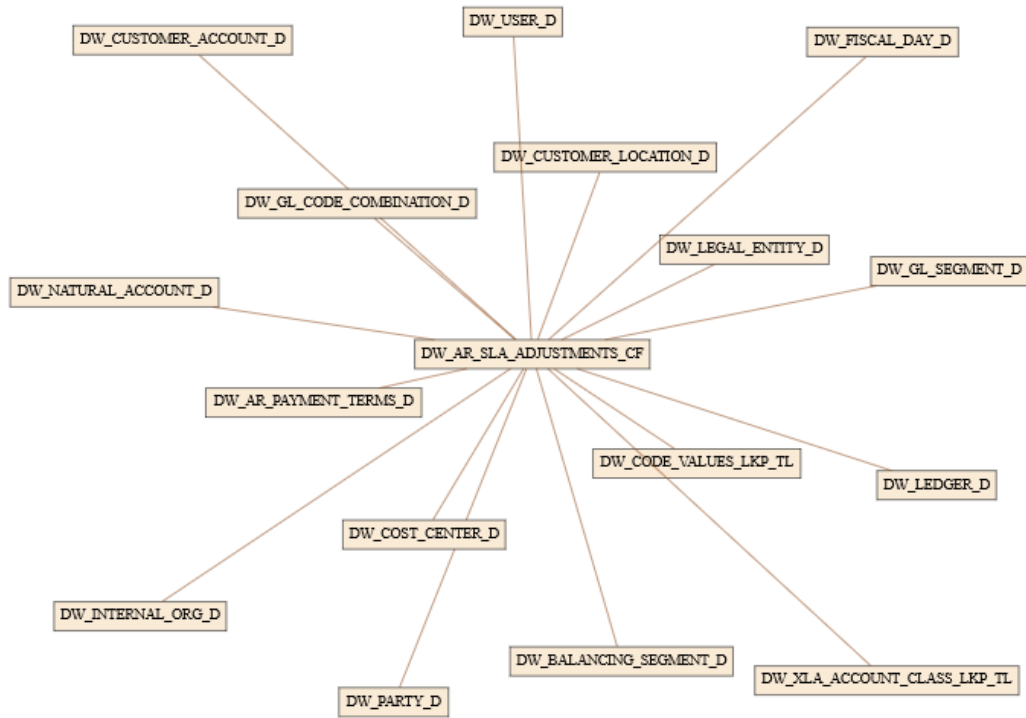 DW_USER_D
DW_CUSTOMER_ACCOUNT_D
DW_FISCAL_DAY_D
DW_CUSTOMER_LOCATION_D
DW_GL_CODE_COMBINATION_D
DW_LEGAL_ENTITY_D
DW_GL_SEGMENT_D
DW_NATURAL_ACCOUNT_D
DW_AR_SLA_ADJUSTMENTS_CF
DW_AR_PAYMENT_TERMS_D
DW_CODE_VALUES_LKP_TL
DW_LEDGER_D
DW_COST_CENTER_D
DW_INTERNAL_ORG_D
DW_BALANCING_SEGMENT_D
DW_XLA_ACCOUNT_CLASS_LKP_TL
DW_PARTY_D